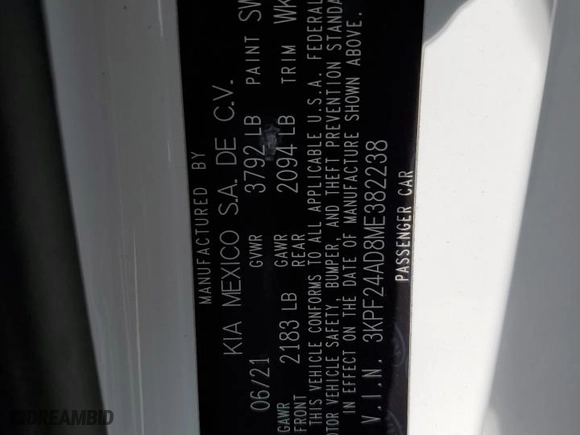 MANUFACTURED BY
KIA MEXICO S.A. DE C.V.
06/21 GVWR 3792 LB PAINT SW
GAWR FRONT 2183 LB GAWR REAR 2094 LB TRIM WK
THIS VEHICLE CONFORMS TO ALL APPLICABLE U.S.A. FEDERAL
MOTOR VEHICLE SAFETY, BUMPER, AND THEFT PREVENTION STANDA
IN EFFECT ON THE DATE OF MANUFACTURE SHOWN ABOVE.
V.I.N. 3KPF24AD8ME382238
PASSENGER CAR
DREAMBID